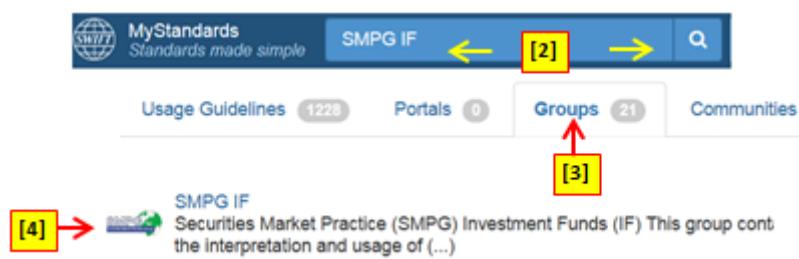 SWIFT MyStandards
Standards made simple
SMPG IF
[2]
Usage Guidelines 1228 Portals 0 Groups 21 Communities
[3]
[4]
SMPG IF
Securities Market Practice (SMPG) Investment Funds (IF) This group cont
the interpretation and usage of (...)